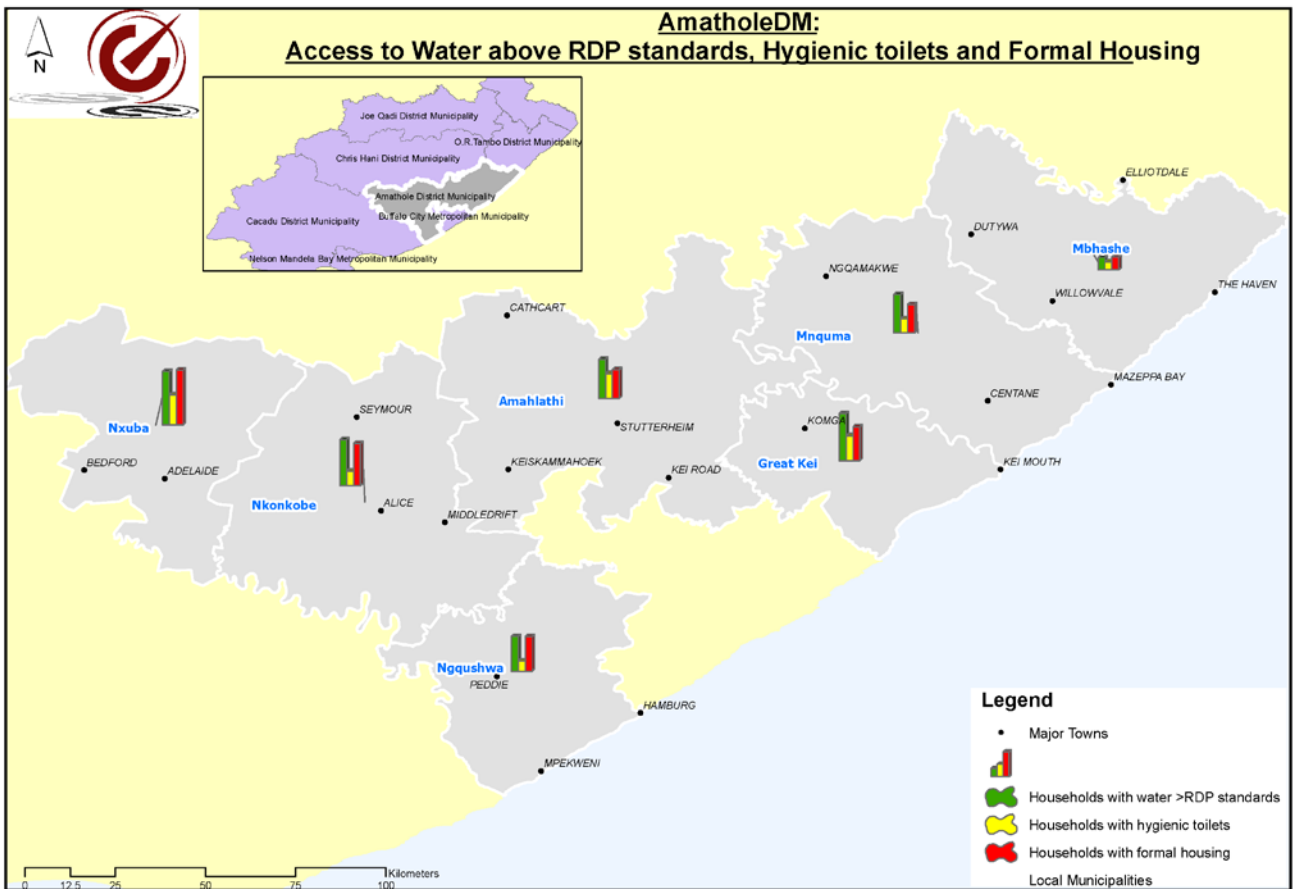 AmatholeDM:
Access to Water above RDP standards, Hygienic toilets and Formal Housing
N
Joe Qadi District Municipality
O.R.Tambo District Municipality
Chris Hani District Municipality
Amathole District Municipality
Buffalo City Metropolitan Municipality
Cacadu District Municipality
Nelson Mandela Bay Metropolitan Municipality
ELLIOTDALE
DUTYWA
Mbhashe
NGQAMAKWE
WILLOWVALE
THE HAVEN
CATHCART
Mnquma
MAZEPPA BAY
Amahlathi
CENTANE
SEYMOUR
Nxuba
STUTTERHEIM
KOMGA
BEDFORD
ADELAIDE
KEISKAMMAHOEK
KEI ROAD
Great Kei
KEI MOUTH
Nkonkobe
ALICE
MIDDLEDRIFT
Ngqushwa
PEDDIE
HAMBURG
MPEKWENI
Legend
Major Towns
Households with water >RDP standards
Households with hygienic toilets
Households with formal housing
Local Municipalities
Kilometers
0 12.5 25 50 75 100